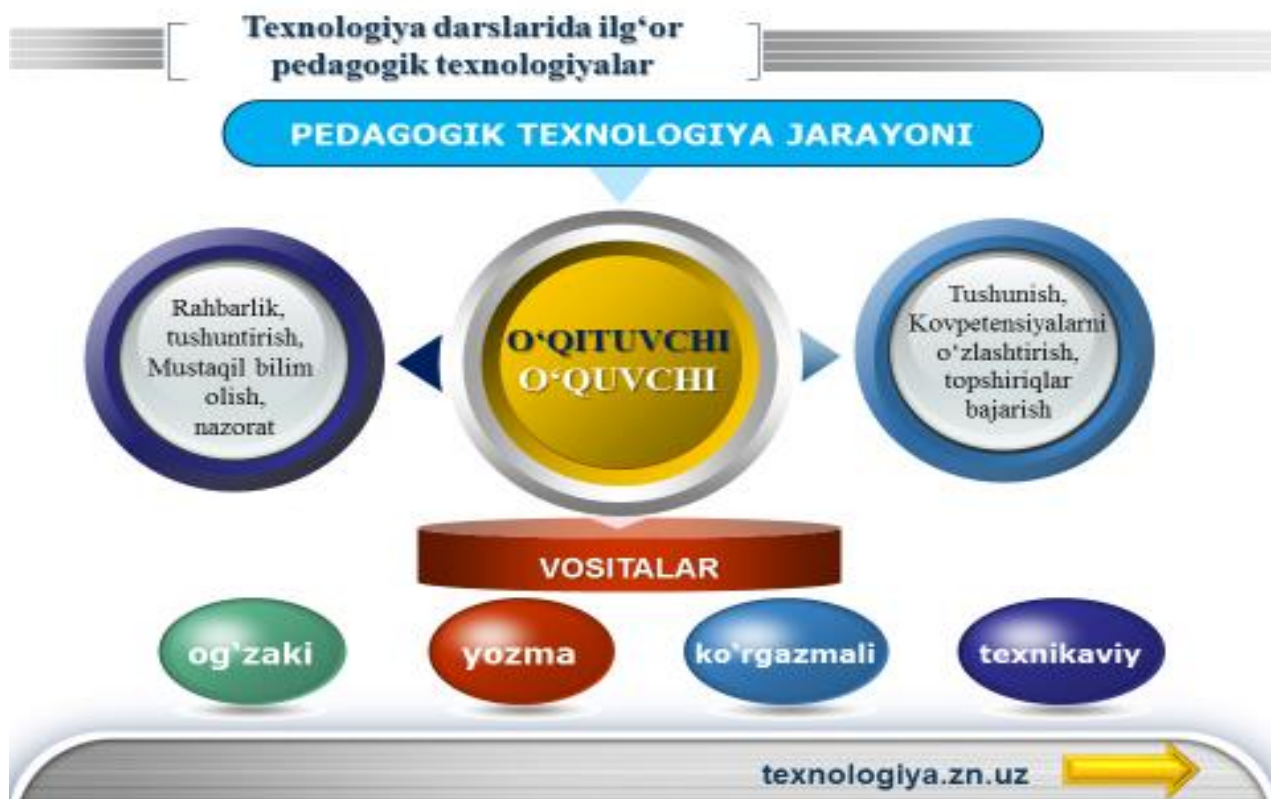 Texnologiya darslarida ilg‘or
pedagogik texnologiyalar
PEDAGOGIK TEXNOLOGIYA JARAYONI
Rahbarlik,
tushuntirish,
Mustaqil bilim
olish,
nazorat
O‘QITUVCHI
O‘QUVCHI
Tushunish,
Kovpetensiyalarni
o‘zlashtirish,
topshiriqlar
bajarish
VOSITALAR
og‘zaki
yozma
ko‘rgazmali
texnikaviy
texnologiya.zn.uz